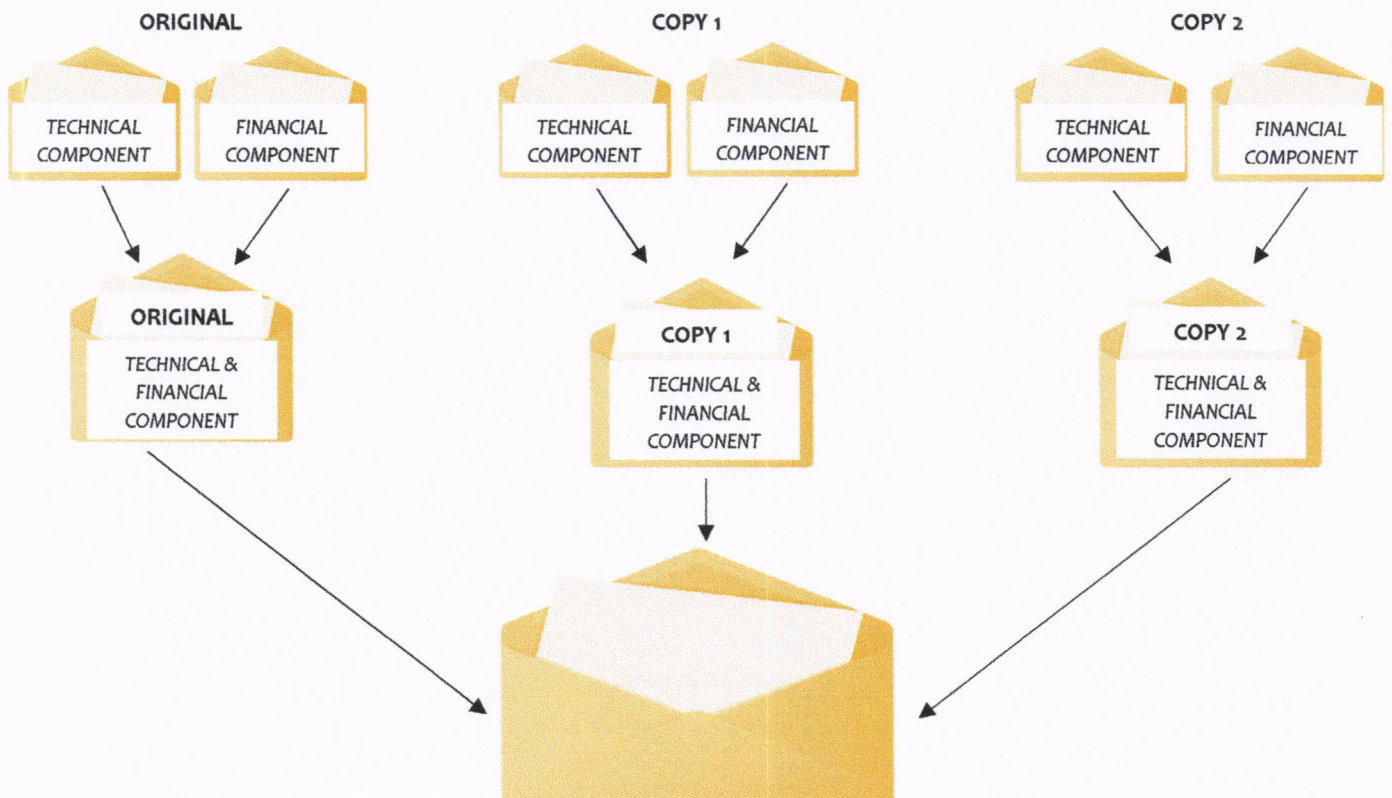 ORIGINAL
COPY 1
COPY 2
TECHNICAL
COMPONENT
FINANCIAL
COMPONENT
TECHNICAL
COMPONENT
FINANCIAL
COMPONENT
TECHNICAL
COMPONENT
FINANCIAL
COMPONENT
ORIGINAL
TECHNICAL &
FINANCIAL
COMPONENT
COPY 1
TECHNICAL &
FINANCIAL
COMPONENT
COPY 2
TECHNICAL &
FINANCIAL
COMPONENT